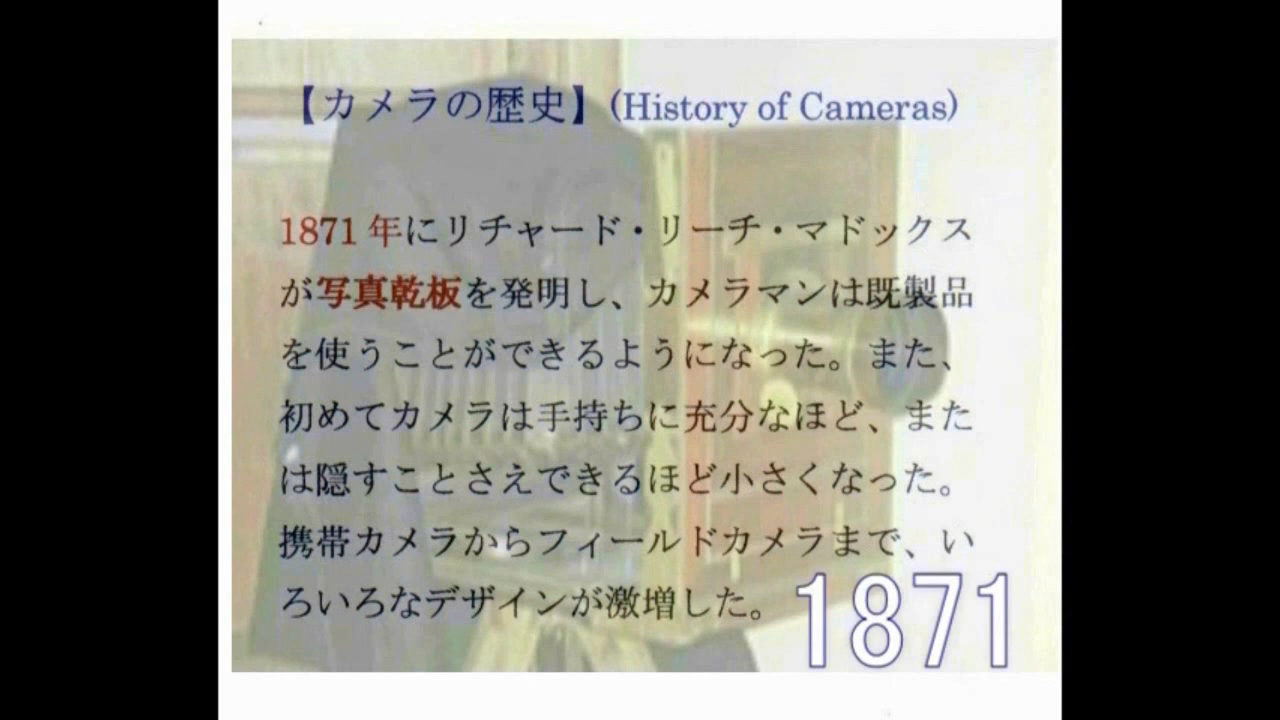 【カメラの歴史】(History of Cameras)
1871年にリチャード・リーチ・マドックス
が写真乾板を発明し、カメラマンは既製品
を使うことができるようになった。また、
初めてカメラは手持ちに充分なほど、また
は隠すことさえできるほど小さくなった。
携帯カメラからフィールドカメラまで、い
ろいろなデザインが激増した。
1871